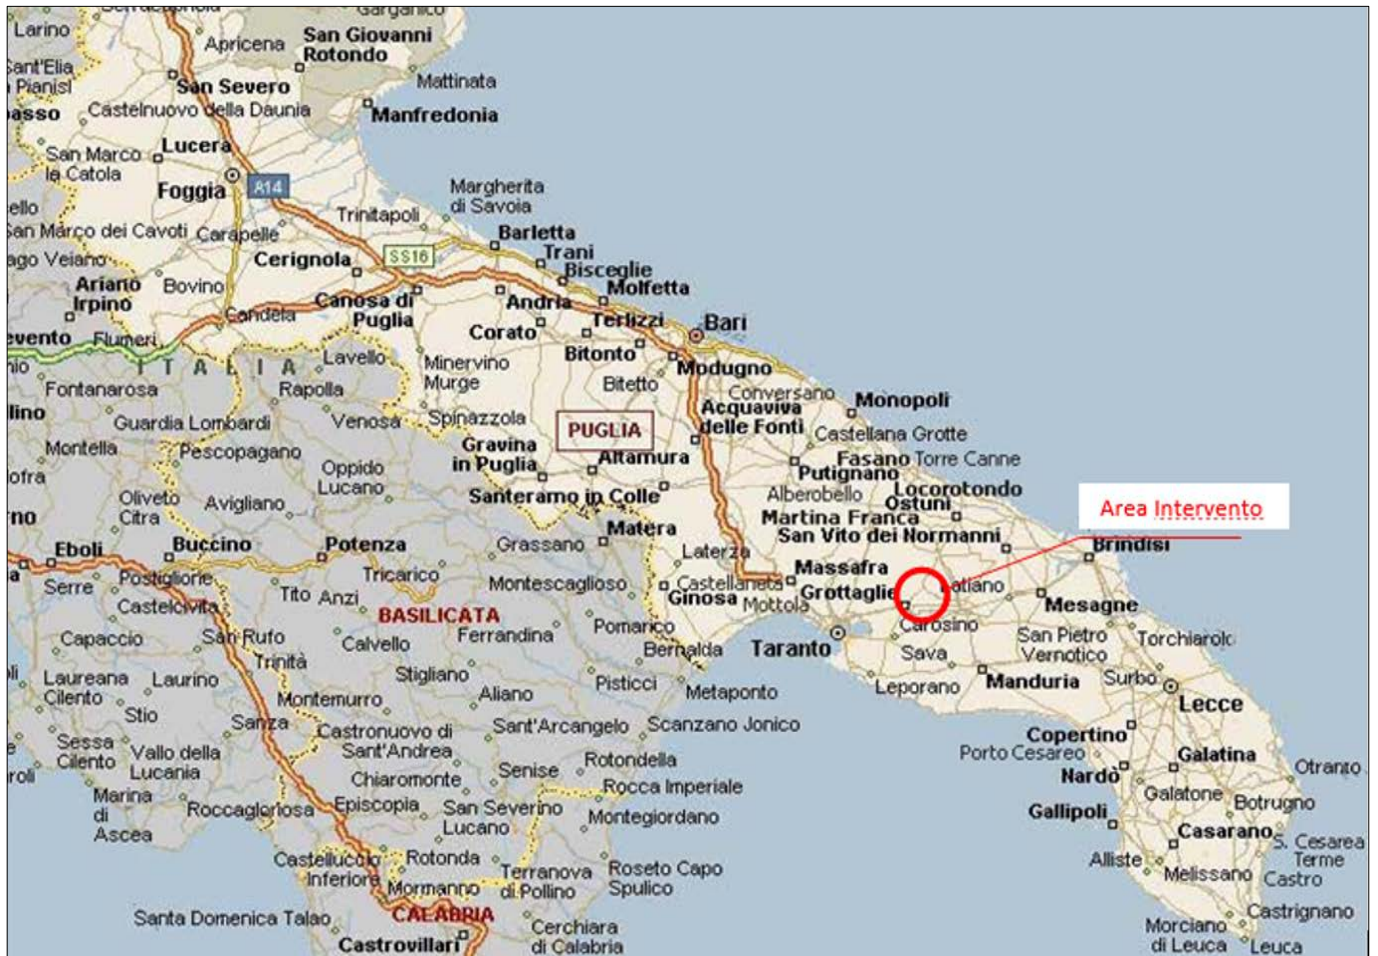 Garganico
Larino
Apricena
San Giovanni
Rotondo
Sant'Elia
a Pianisi
San Severo
Mattinata
Castelnuovo della Daunia
Manfredonia
Lucera
San Marco
la Catola
Foggia
A14
Margherita
di Savoia
Trinitapoli
San Marco dei Cavoti
Carapelle
Barletta
SS16
Trani
Cerignola
Bisceglie
Ariano
Irpino
Bovino
Canosa di
Puglia
Andria
Molfetta
Candela
Corato
Terlizzi
Bari
Flumeri
Bitonto
ITALIA
Lavello
Minervino
Murge
Modugno
Fontanarosa
Rapolla
Bitetto
Conversano
Monopoli
Guardia Lombardi
Venosa
Spinazzola
PUGLIA
Acquaviva
delle Fonti
Montella
Pescopagano
Gravina
in Puglia
Altamura
Castellana Grotte
Putignano
Fasano
Torre Canne
Oppido
Lucano
Santeramo in Colle
Alberobello
Locorotondo
Oliveto
Citra
Avigliano
Ostuni
Area Intervento
Martina Franca
Matera
San Vito dei Normanni
Brindisi
Eboli
Buccino
Potenza
Grassano
Laterza
Massafra
Serre
Postiglione
Tricarico
Montescaglioso
Castellaneta
Ginosa
Mottola
Grottaglie
Latiano
Mesagne
Castelcivita
Tito
Anzi
BASILICATA
Pomarico
Carosino
Capaccio
San Rufo
Calvello
Ferrandina
Bernalda
Taranto
Sava
San Pietro
Vernotico
Torchiarolo
Laureana
Cilento
Laurino
Trinità
Stigliano
Aliano
Pisticci
Metaponto
Leporano
Manduria
Surbo
Stio
Montemurro
Lecce
Sanza
Castronuovo di
Sant'Andrea
Sant'Arcangelo
Scanzano Jonico
Copertino
Sessa
Cilento
Vallo della
Lucania
Porto Cesareo
Galatina
Chiaromonte
Senise
Rotondella
Nardò
Otranto
Marina
di
Ascea
Roccagloriosa
Episcopia
San Severino
Lucano
Rocca Imperiale
Galatone
Botrugno
Montegiordano
Gallipoli
Casarano
S. Cesarea
Terme
Castelluccio
Inferiore
Rotonda
Terranova
di Pollino
Roseto Capo
Spulico
Alliste
Melissano
Castro
Mormanno
Santa Domenica Talao
CALABRIA
Castrovillari
Cerchiara
di Calabria
Castrignano
Morciano
di Leuca
Leuca